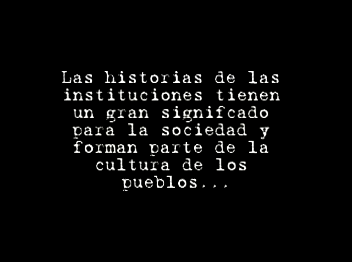 Las historias de las
instituciones tienen
un gran signifcado
para la sociedad y
forman parte de la
cultura de los
pueblos...